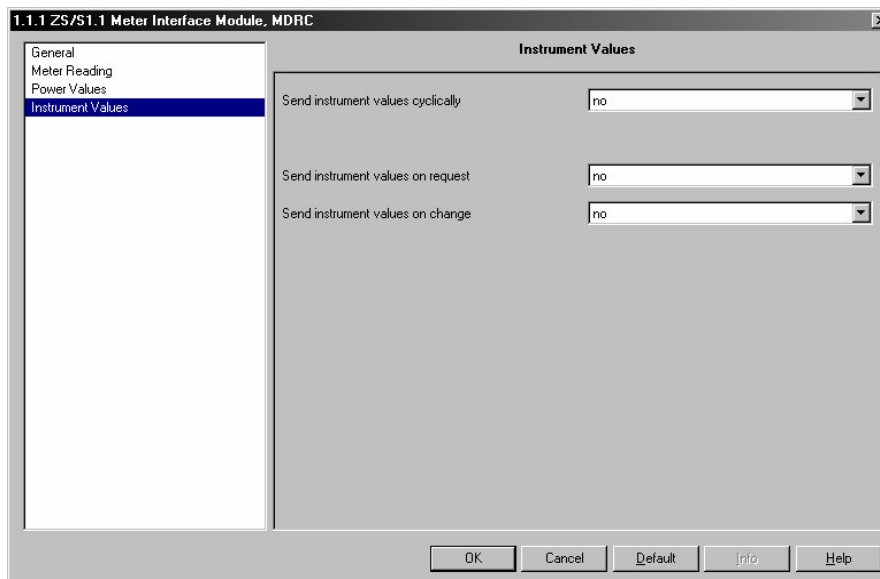 1.1.1 ZS/S1.1 Meter Interface Module, MDRC
General
Meter Reading
Power Values
Instrument Values
Instrument Values
Send instrument values cyclically no
Send instrument values on request no
Send instrument values on change no
OK Cancel Default Info Help